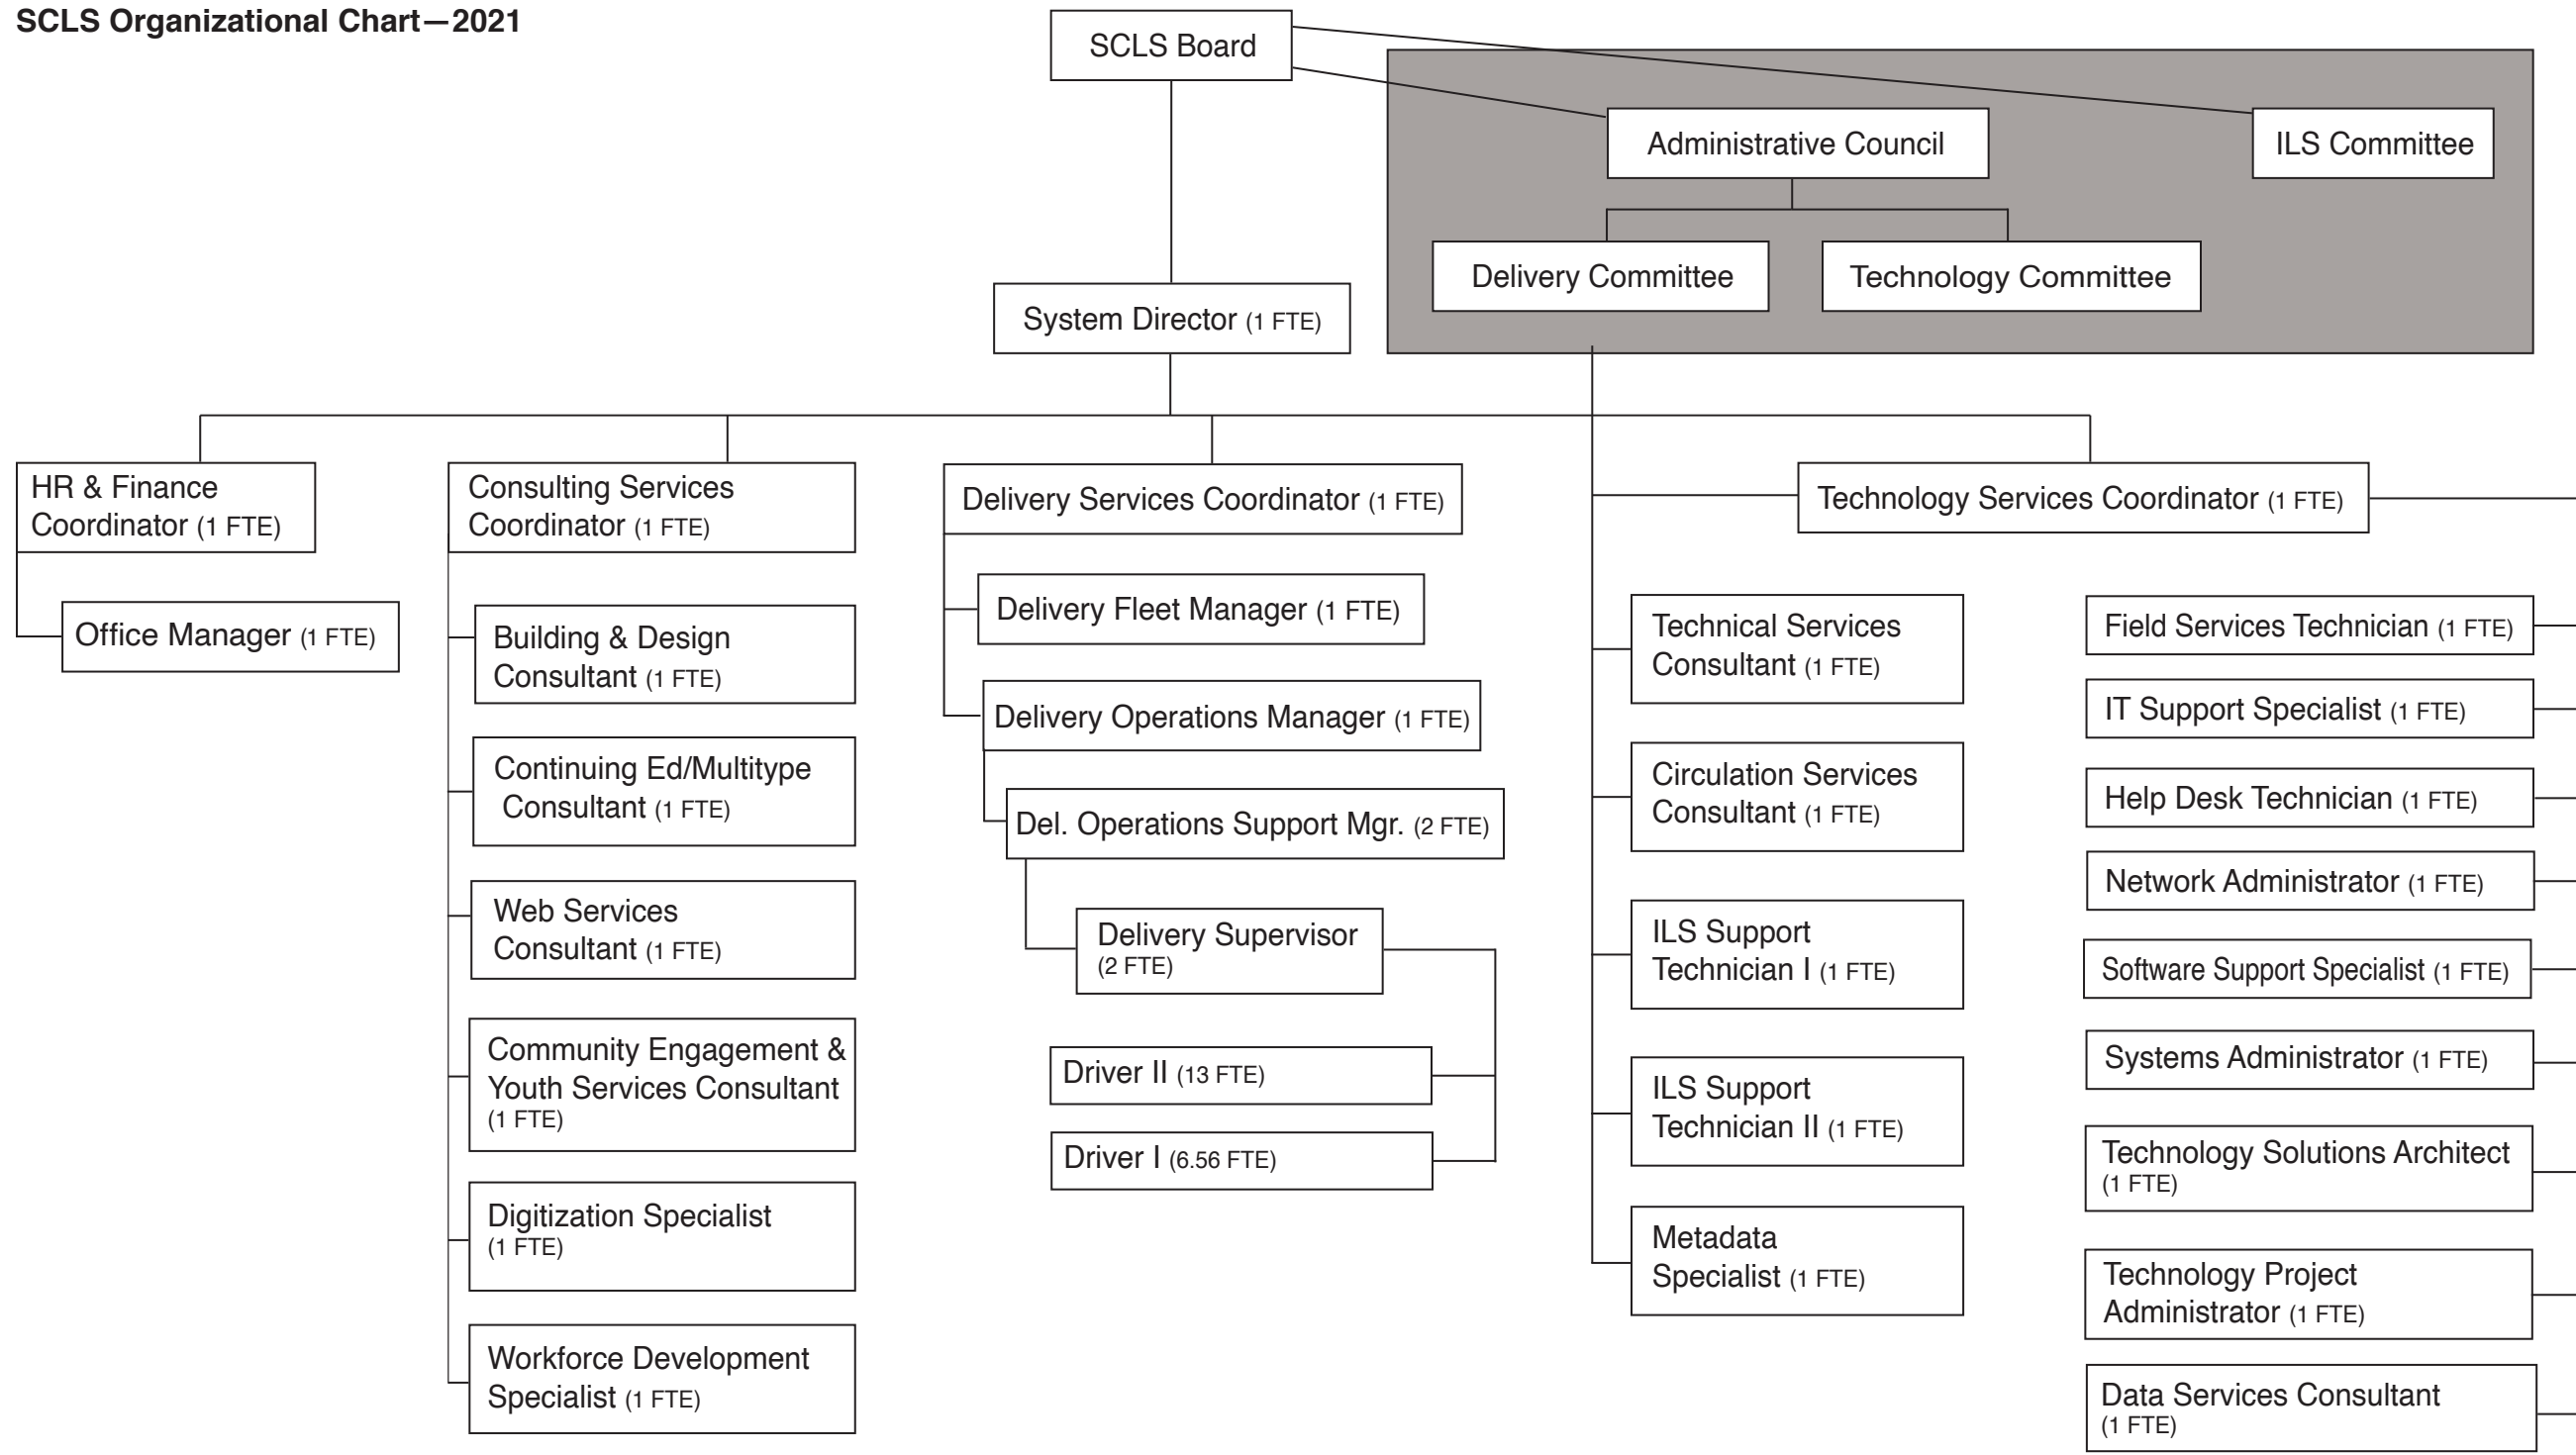 SCLS Organizational Chart—2021
SCLS Board
Administrative Council
ILS Committee
Delivery Committee
Technology Committee
System Director (1 FTE)
HR & Finance
Coordinator (1 FTE)
Office Manager (1 FTE)
Consulting Services
Coordinator (1 FTE)
Building & Design
Consultant (1 FTE)
Continuing Ed/Multitype
Consultant (1 FTE)
Web Services
Consultant (1 FTE)
Community Engagement &
Youth Services Consultant
(1 FTE)
Digitization Specialist
(1 FTE)
Workforce Development
Specialist (1 FTE)
Delivery Services Coordinator (1 FTE)
Delivery Fleet Manager (1 FTE)
Delivery Operations Manager (1 FTE)
Del. Operations Support Mgr. (2 FTE)
Delivery Supervisor
(2 FTE)
Driver II (13 FTE)
Driver I (6.56 FTE)
Technology Services Coordinator (1 FTE)
Technical Services
Consultant (1 FTE)
Circulation Services
Consultant (1 FTE)
ILS Support
Technician I (1 FTE)
ILS Support
Technician II (1 FTE)
Metadata
Specialist (1 FTE)
Field Services Technician (1 FTE)
IT Support Specialist (1 FTE)
Help Desk Technician (1 FTE)
Network Administrator (1 FTE)
Software Support Specialist (1 FTE)
Systems Administrator (1 FTE)
Technology Solutions Architect
(1 FTE)
Technology Project
Administrator (1 FTE)
Data Services Consultant
(1 FTE)